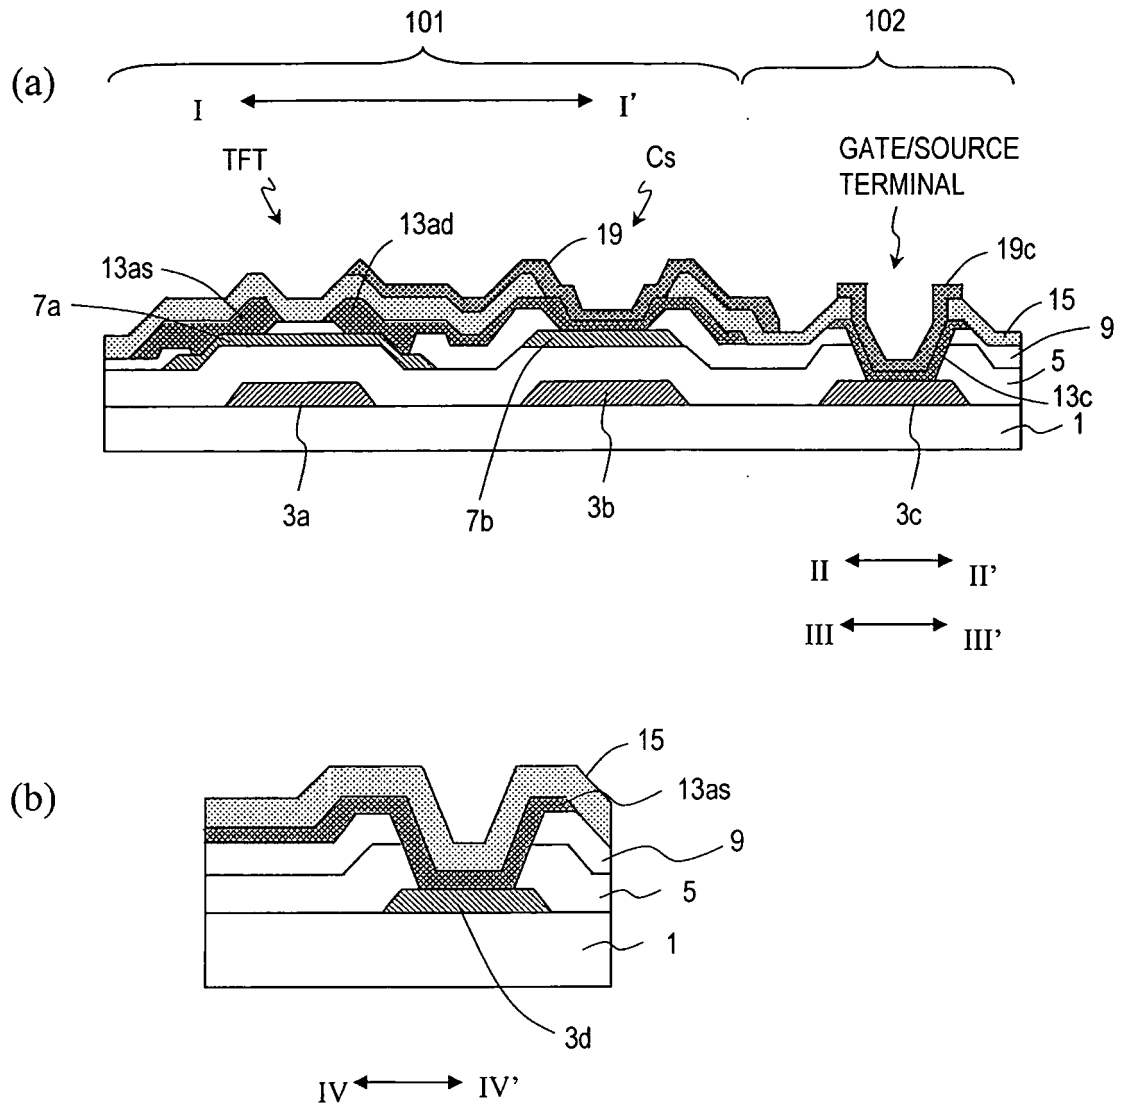 101
102
(a)
I
I'
TFT
Cs
GATE/SOURCE
TERMINAL
13ad
19
19c
13as
7a
15
9
5
13c
1
3a
7b
3b
3c
II
II'
III
III'
(b)
15
13as
9
5
1
3d
IV
IV'